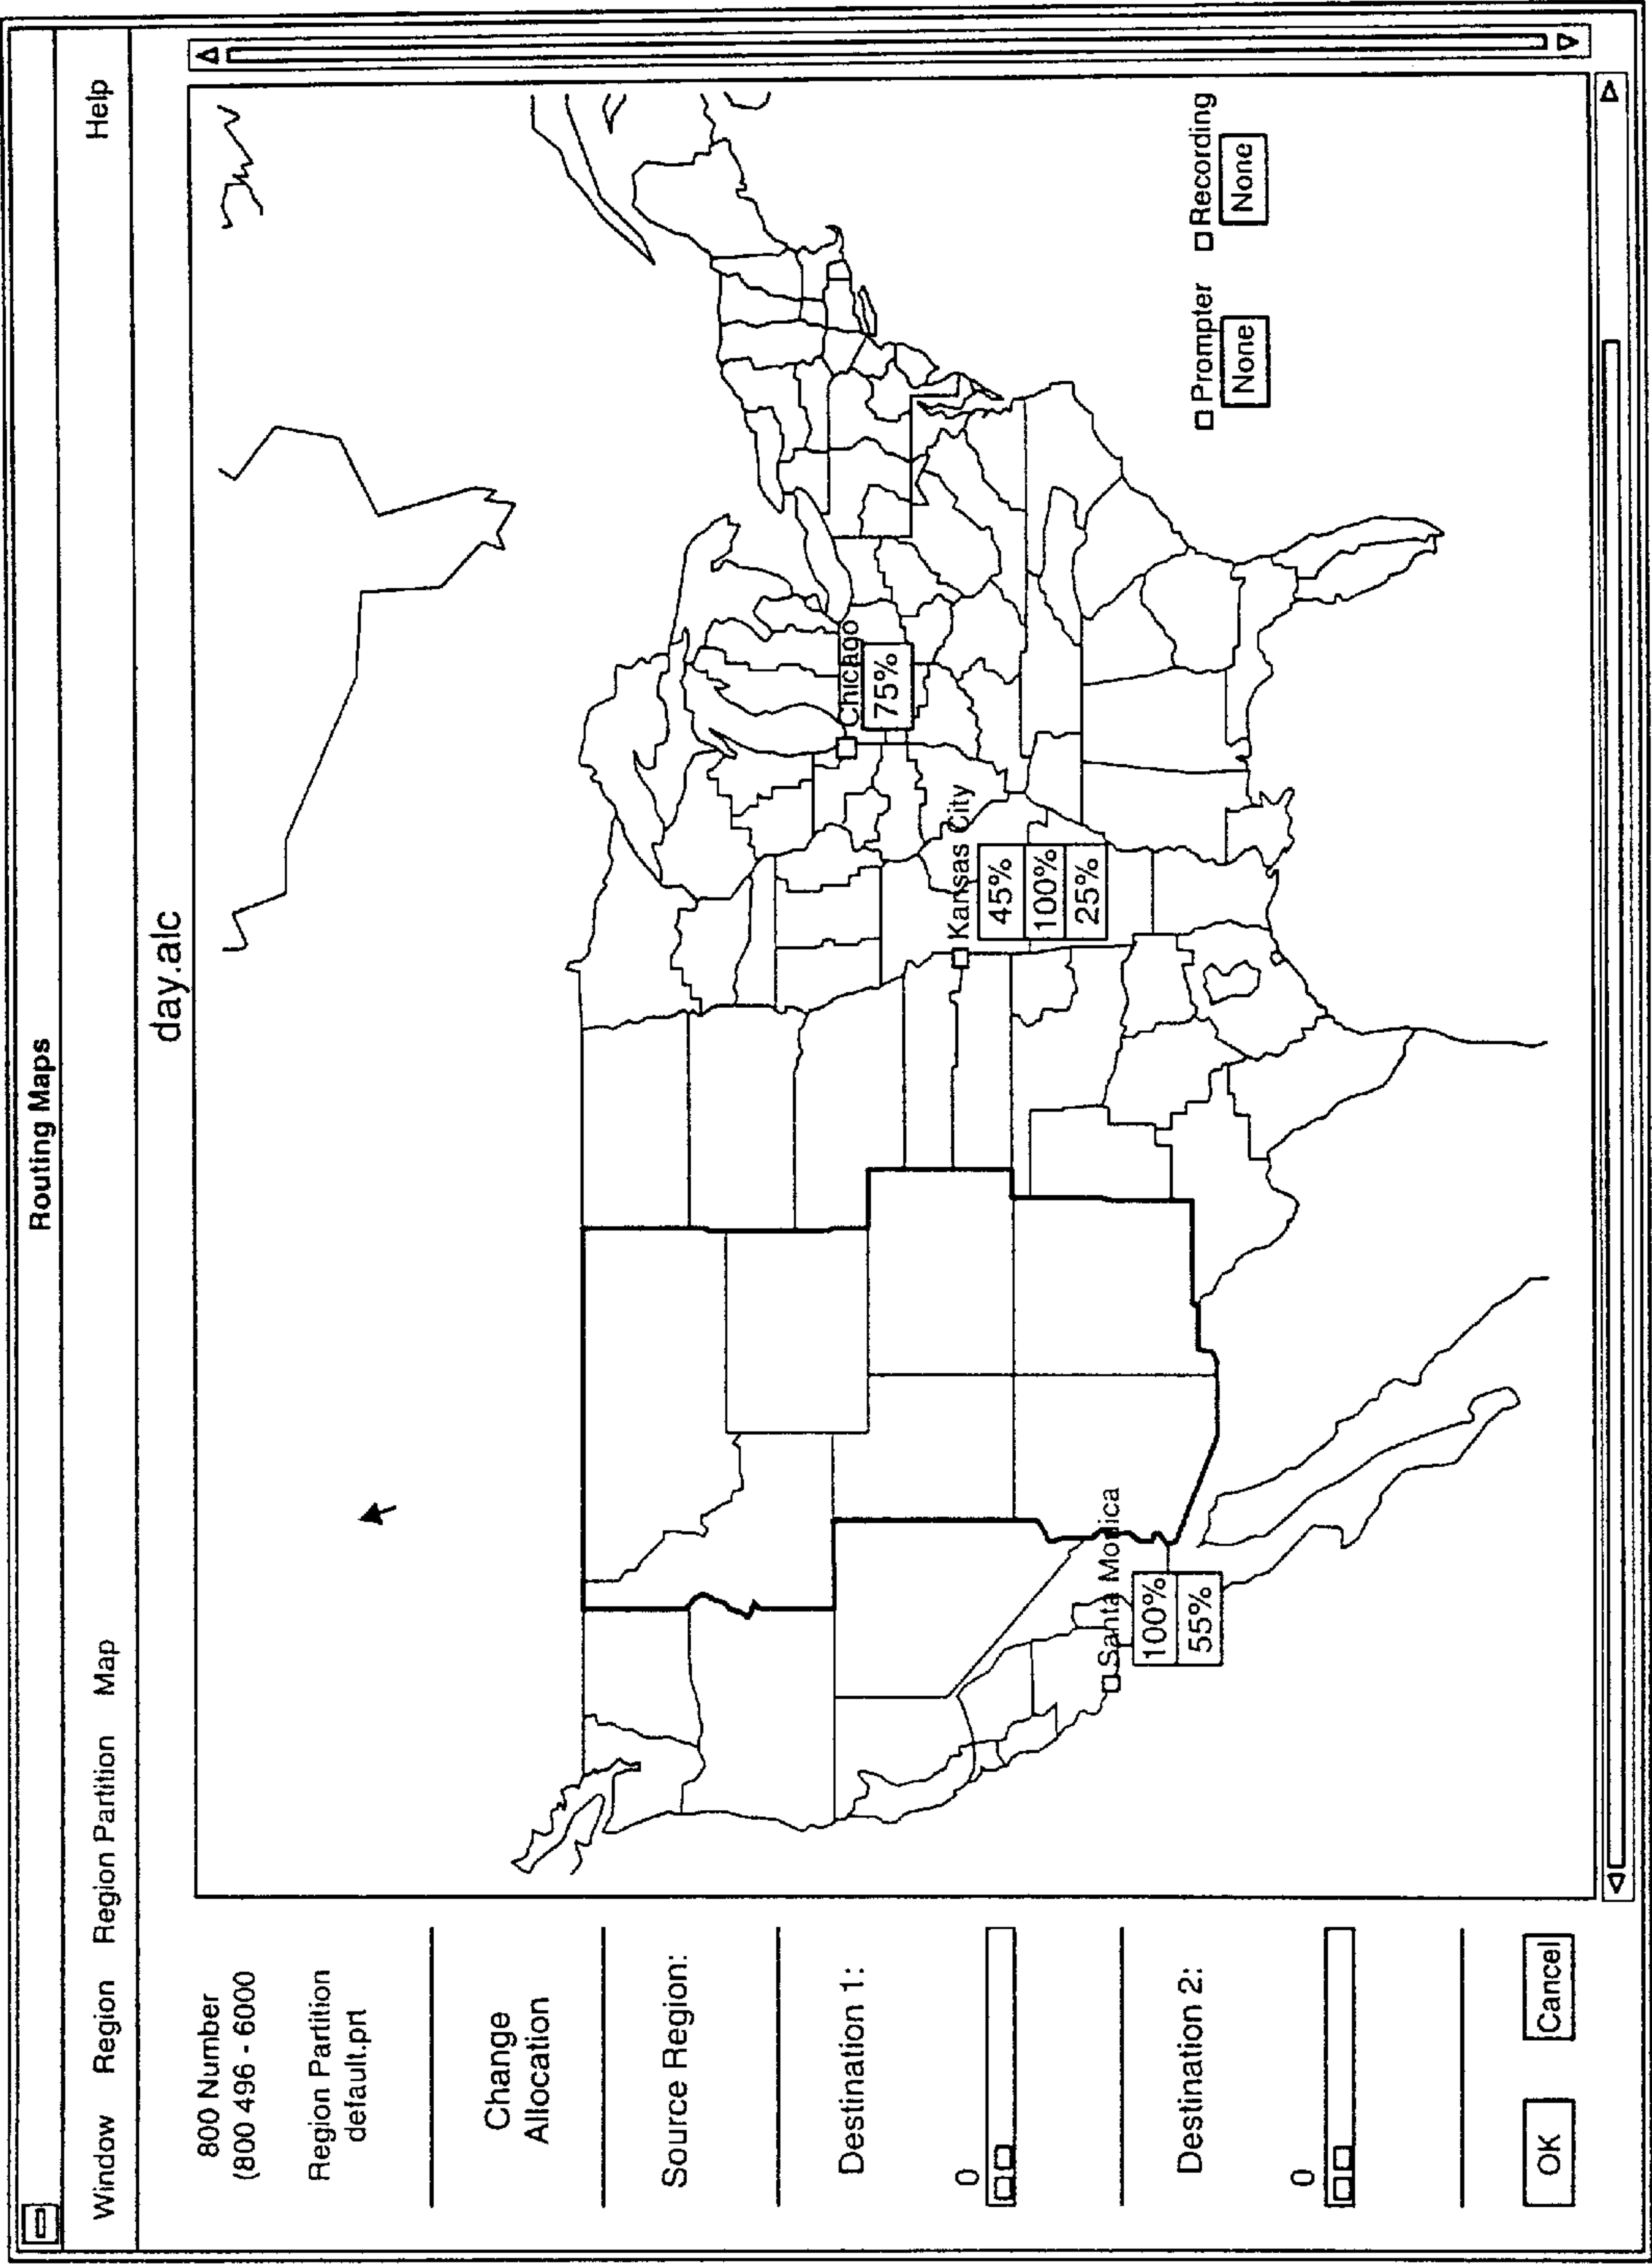 Routing Maps
Window Region Region Partition Map Help
day.alc
800 Number
(800 496 - 6000
Region Partition
default.prt
Change
Allocation
Source Region:
Destination 1:
0
Destination 2:
0
OK Cancel
Chicago
75%
Kansas City
45%
100%
25%
Santa Monica
100%
55%
Prompter
None
Recording
None